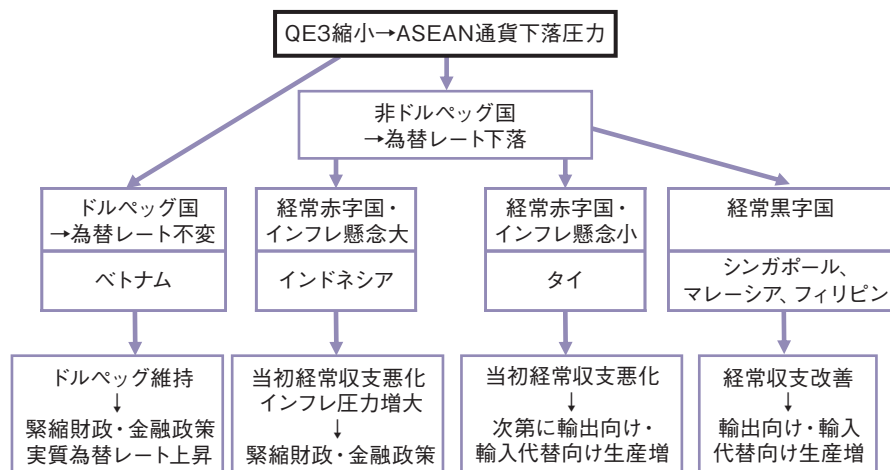 QE3縮小→ASEAN通貨下落圧力
非ドルペッグ国
→為替レート下落
ドルペッグ国
→為替レート不変
ベトナム
経常赤字国・
インフレ懸念大
インドネシア
経常赤字国・
インフレ懸念小
タイ
経常黒字国
シンガポール、
マレーシア、フィリピン
ドルペッグ維持
↓
緊縮財政・金融政策
実質為替レート上昇
当初経常収支悪化
インフレ圧力増大
↓
緊縮財政・金融政策
当初経常収支悪化
↓
次第に輸出向け・
輸入代替向け生産増
経常収支改善
↓
輸出向け・輸入
代替向け生産増